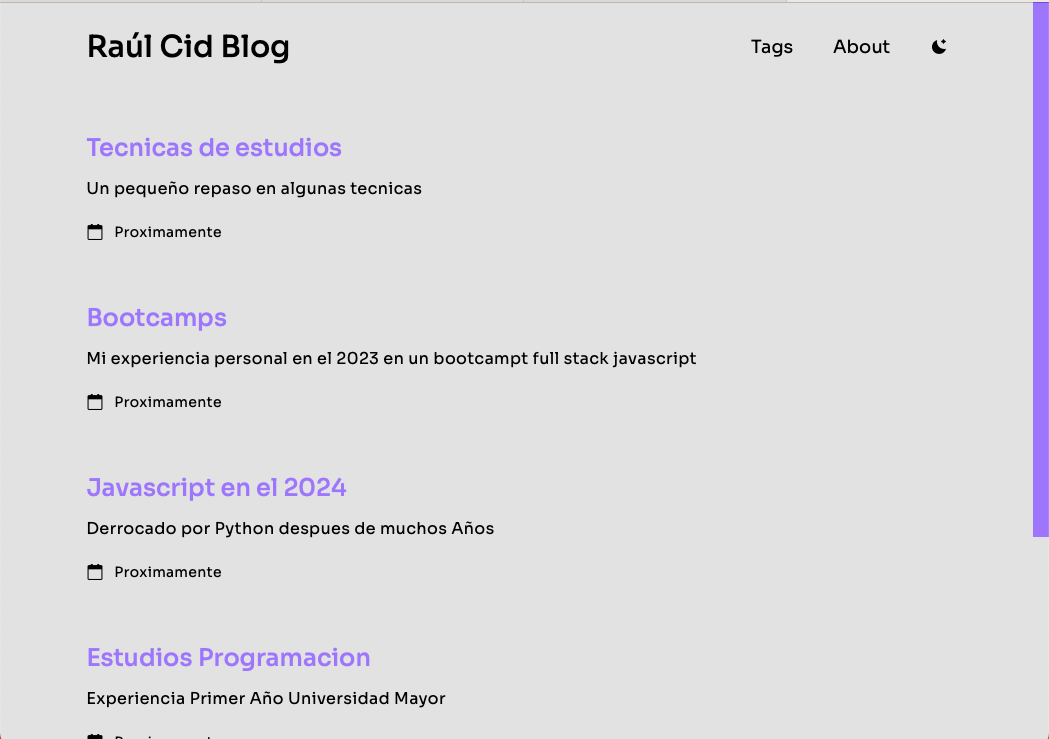 Raúl Cid Blog
Tags
About
Tecnicas de estudios
Un pequeño repaso en algunas tecnicas
Proximamente
Bootcamps
Mi experiencia personal en el 2023 en un bootcampt full stack javascript
Proximamente
Javascript en el 2024
Derrocado por Python despues de muchos Años
Proximamente
Estudios Programacion
Experiencia Primer Año Universidad Mayor